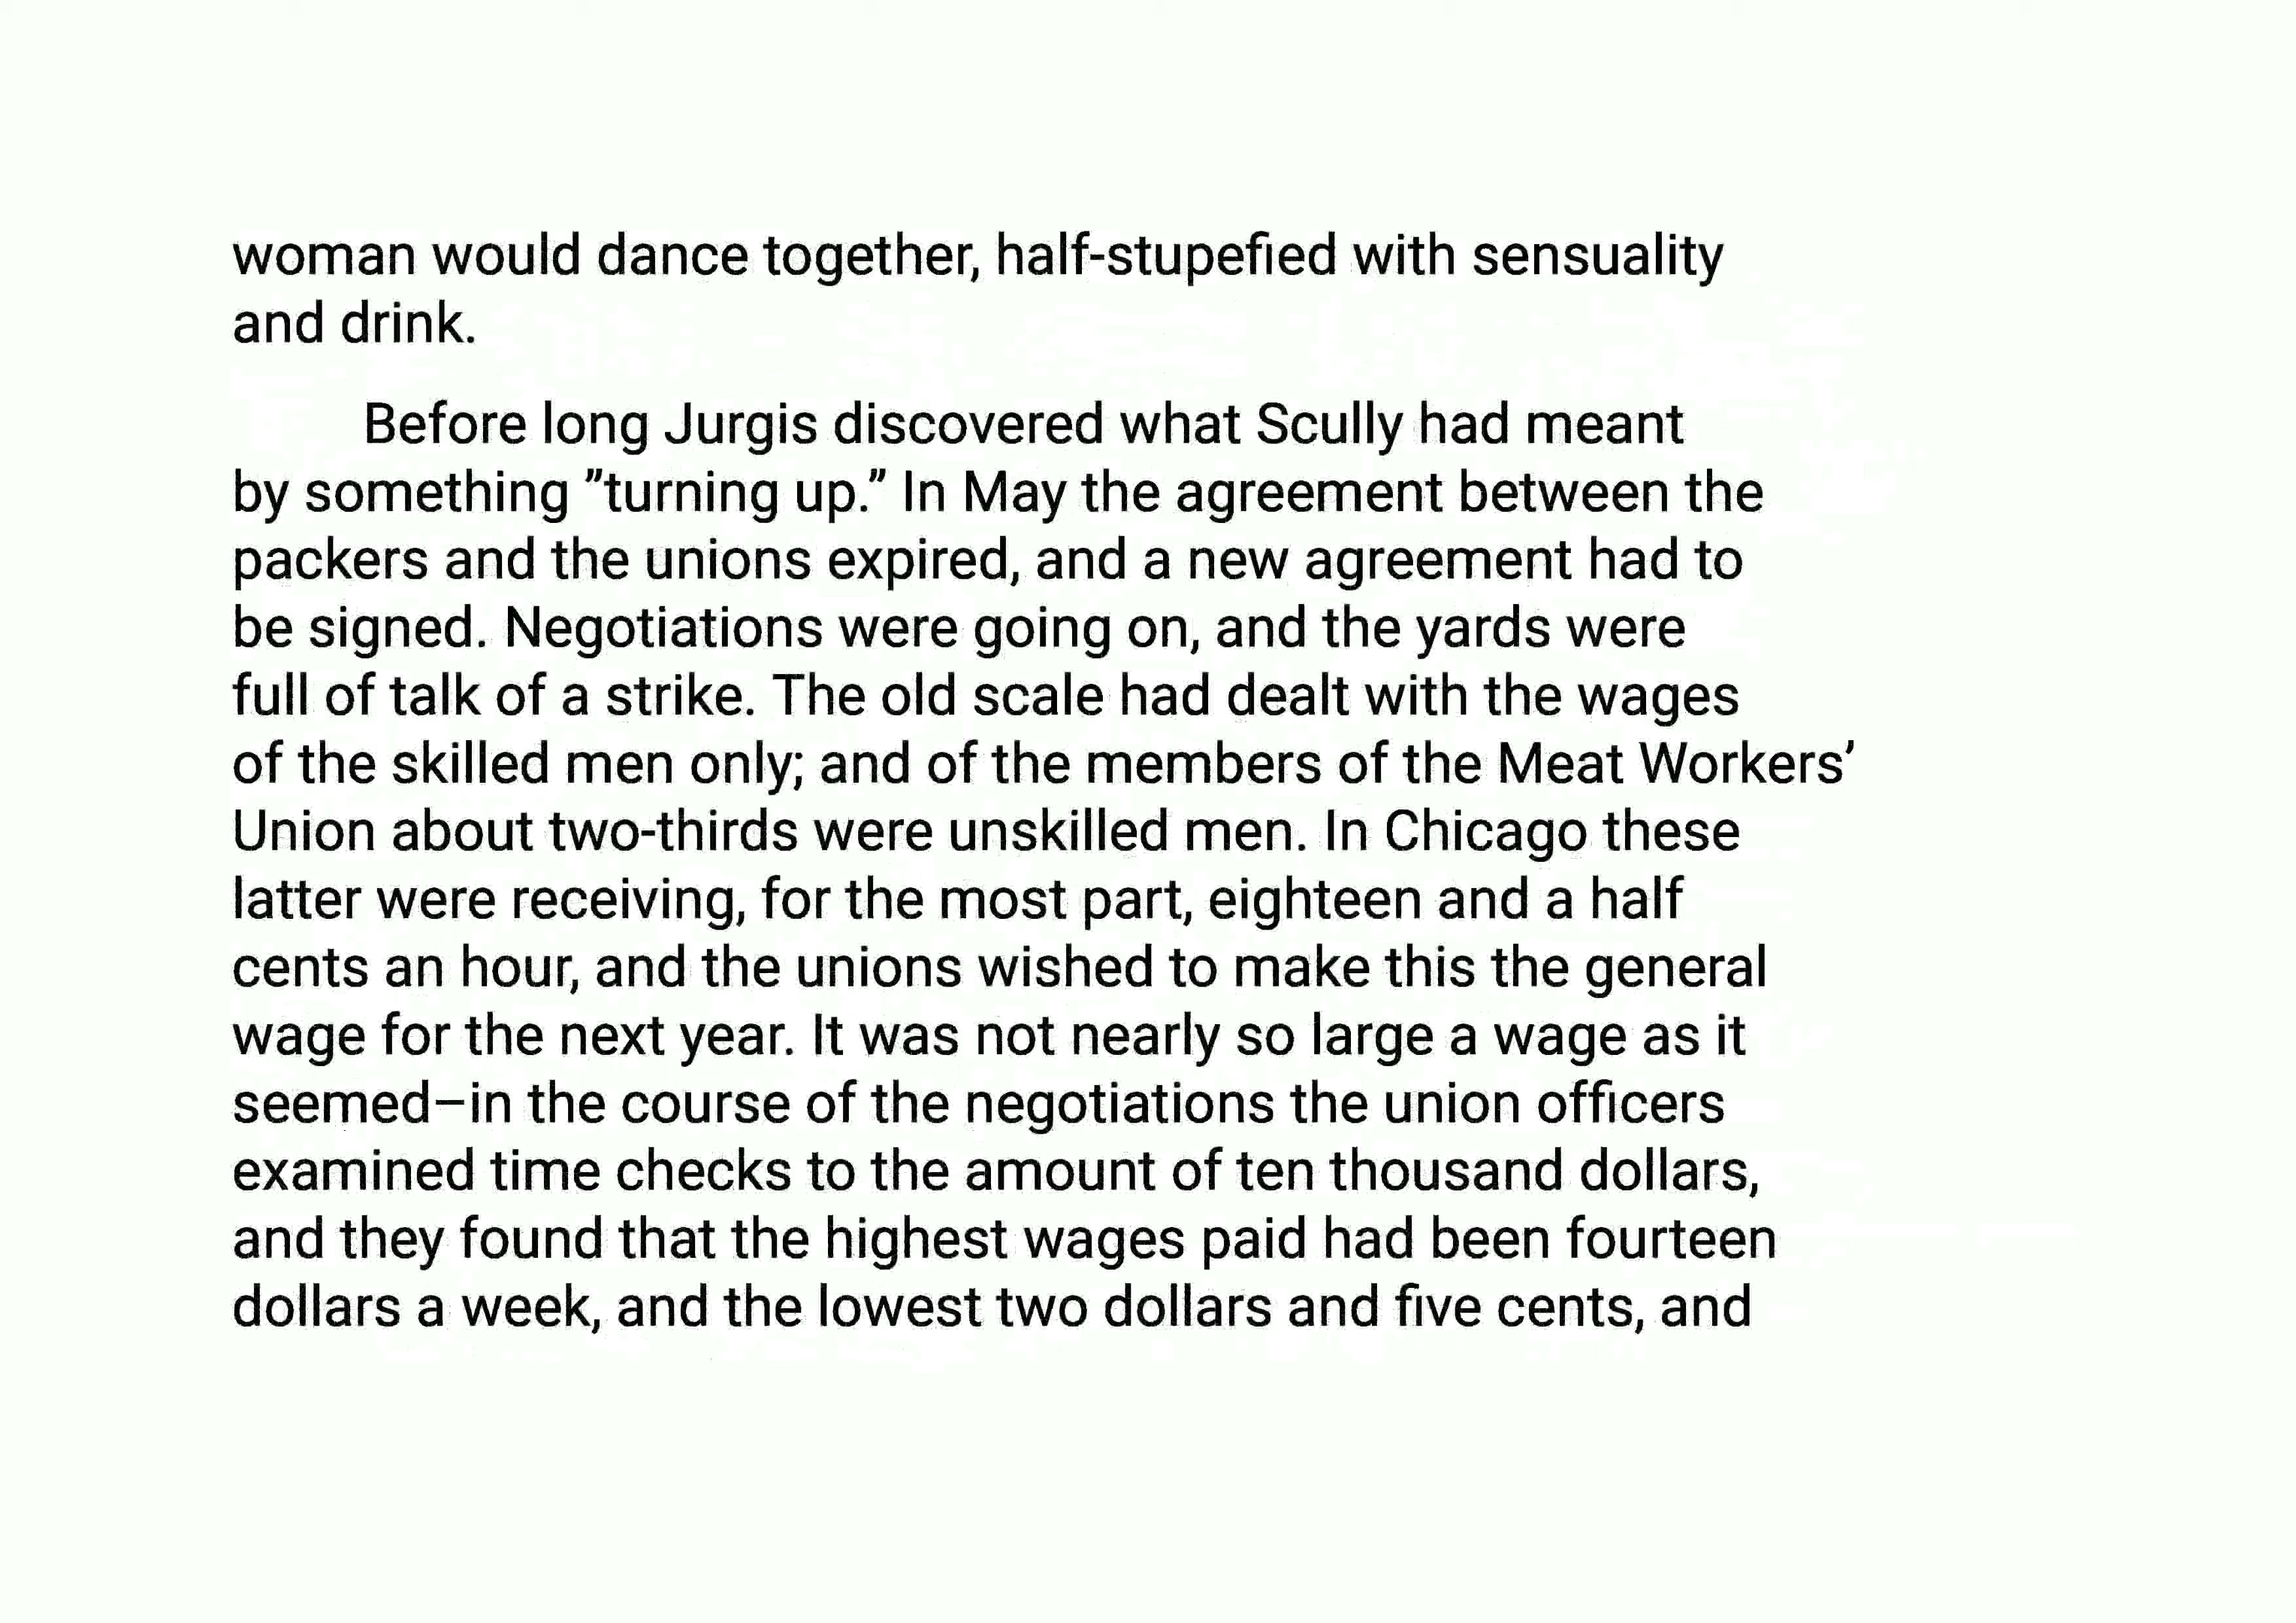 woman would dance together, half-stupefied with sensuality
and drink.
Before long Jurgis discovered what Scully had meant
by something ”turning up.” In May the agreement between the
packers and the unions expired, and a new agreement had to
be signed. Negotiations were going on, and the yards were
full of talk of a strike. The old scale had dealt with the wages
of the skilled men only; and of the members of the Meat Workers’
Union about two-thirds were unskilled men. In Chicago these
latter were receiving, for the most part, eighteen and a half
cents an hour, and the unions wished to make this the general
wage for the next year. It was not nearly so large a wage as it
seemed–in the course of the negotiations the union officers
examined time checks to the amount of ten thousand dollars,
and they found that the highest wages paid had been fourteen
dollars a week, and the lowest two dollars and five cents, and